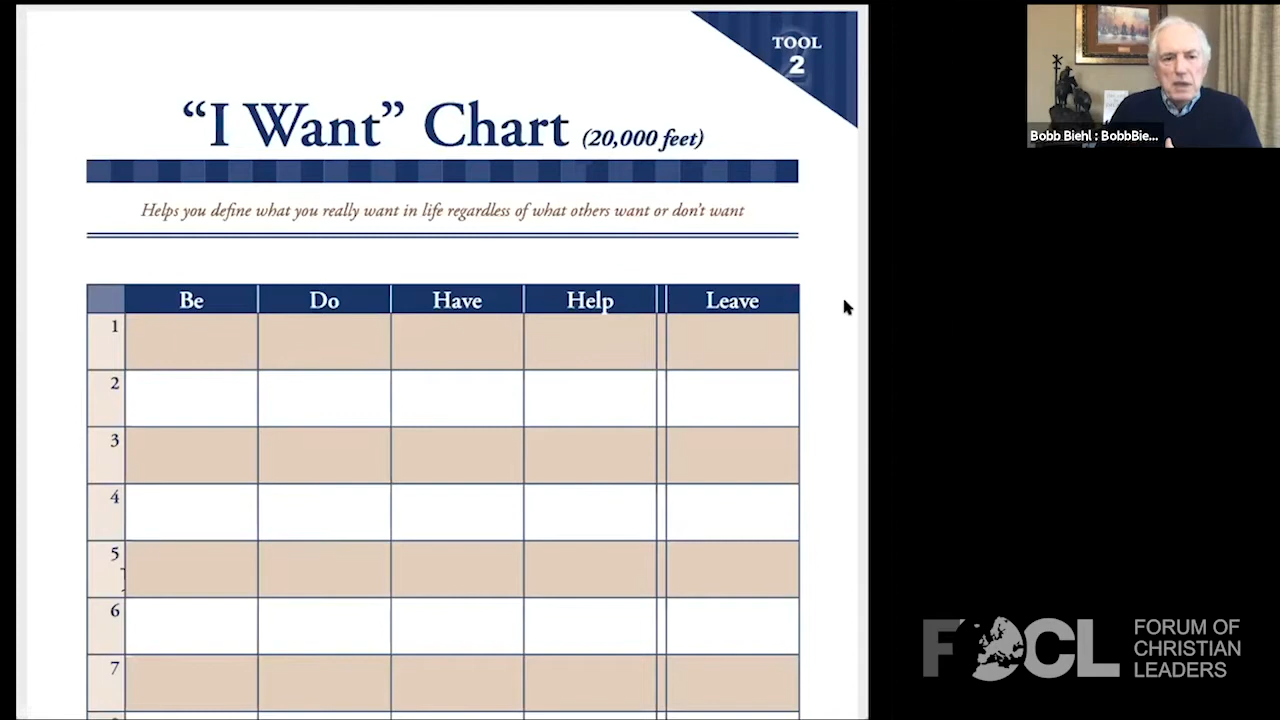 TOOL
2
“I Want” Chart (20,000 feet)
Helps you define what you really want in life regardless of what others want or don’t want
Be Do Have Help Leave
1
2
3
4
5
6
7
Bobb Biehl : BobbBie...
FOCL
FORUM OF
CHRISTIAN
LEADERS